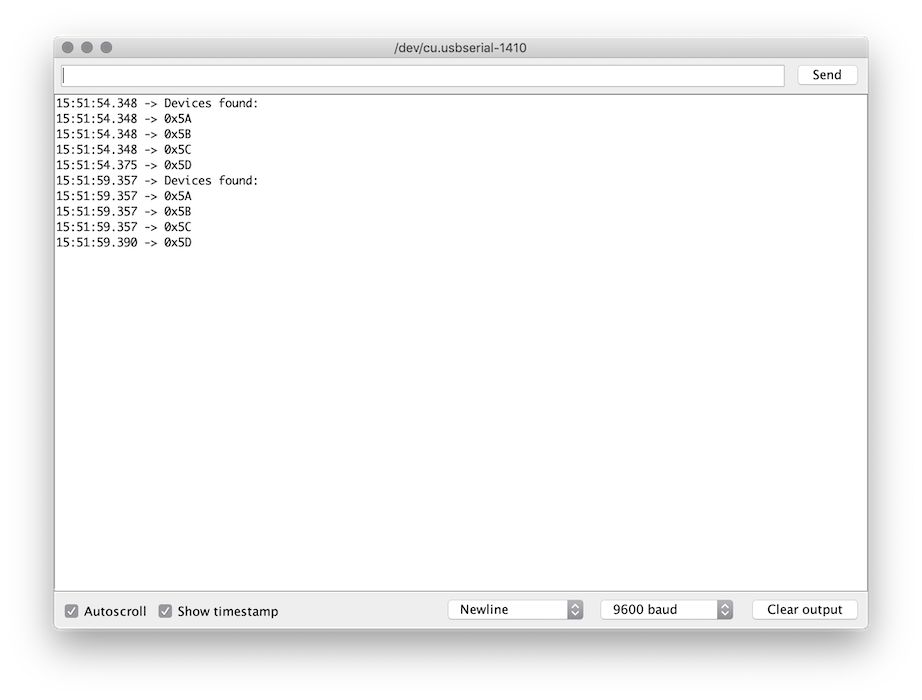 /dev/cu.usbserial-1410
Send
15:51:54.348 -> Devices found:
15:51:54.348 -> 0x5A
15:51:54.348 -> 0x5B
15:51:54.348 -> 0x5C
15:51:54.375 -> 0x5D
15:51:59.357 -> Devices found:
15:51:59.357 -> 0x5A
15:51:59.357 -> 0x5B
15:51:59.357 -> 0x5C
15:51:59.390 -> 0x5D
Autoscroll Show timestamp Newline 9600 baud Clear output